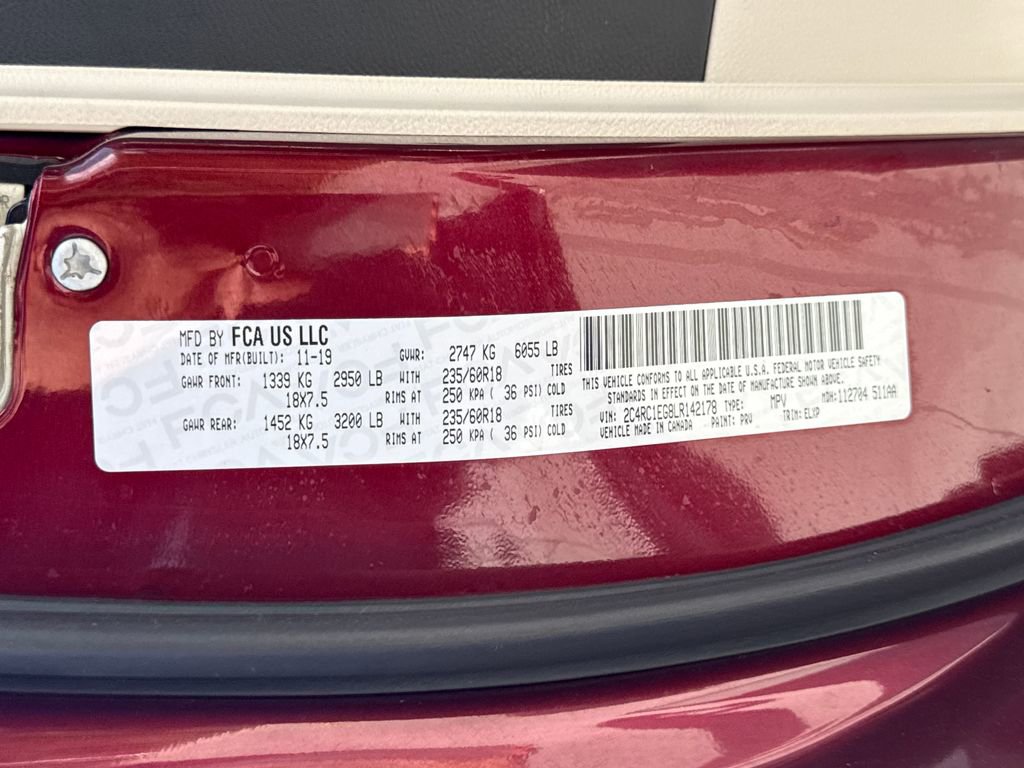 MFD BY FCA US LLC
DATE OF MFR(BUILT): 11-19 GVWR: 2747 KG 6055 LB
GAWR FRONT: 1339 KG 2950 LB WITH 235/60R18 TIRES
18X7.5 RIMS AT 250 KPA ( 36 PSI) COLD
GAWR REAR: 1452 KG 3200 LB WITH 235/60R18 TIRES
18X7.5 RIMS AT 250 KPA ( 36 PSI) COLD
THIS VEHICLE CONFORMS TO ALL APPLICABLE U.S.A. FEDERAL MOTOR VEHICLE SAFETY
STANDARDS IN EFFECT ON THE DATE OF MANUFACTURE SHOWN ABOVE.
VIN: 2C4RC1EG8LR142178 TYPE: MPV MDH: 112704 511AA
VEHICLE MADE IN CANADA PAINT: PRV TRIM: ELXP